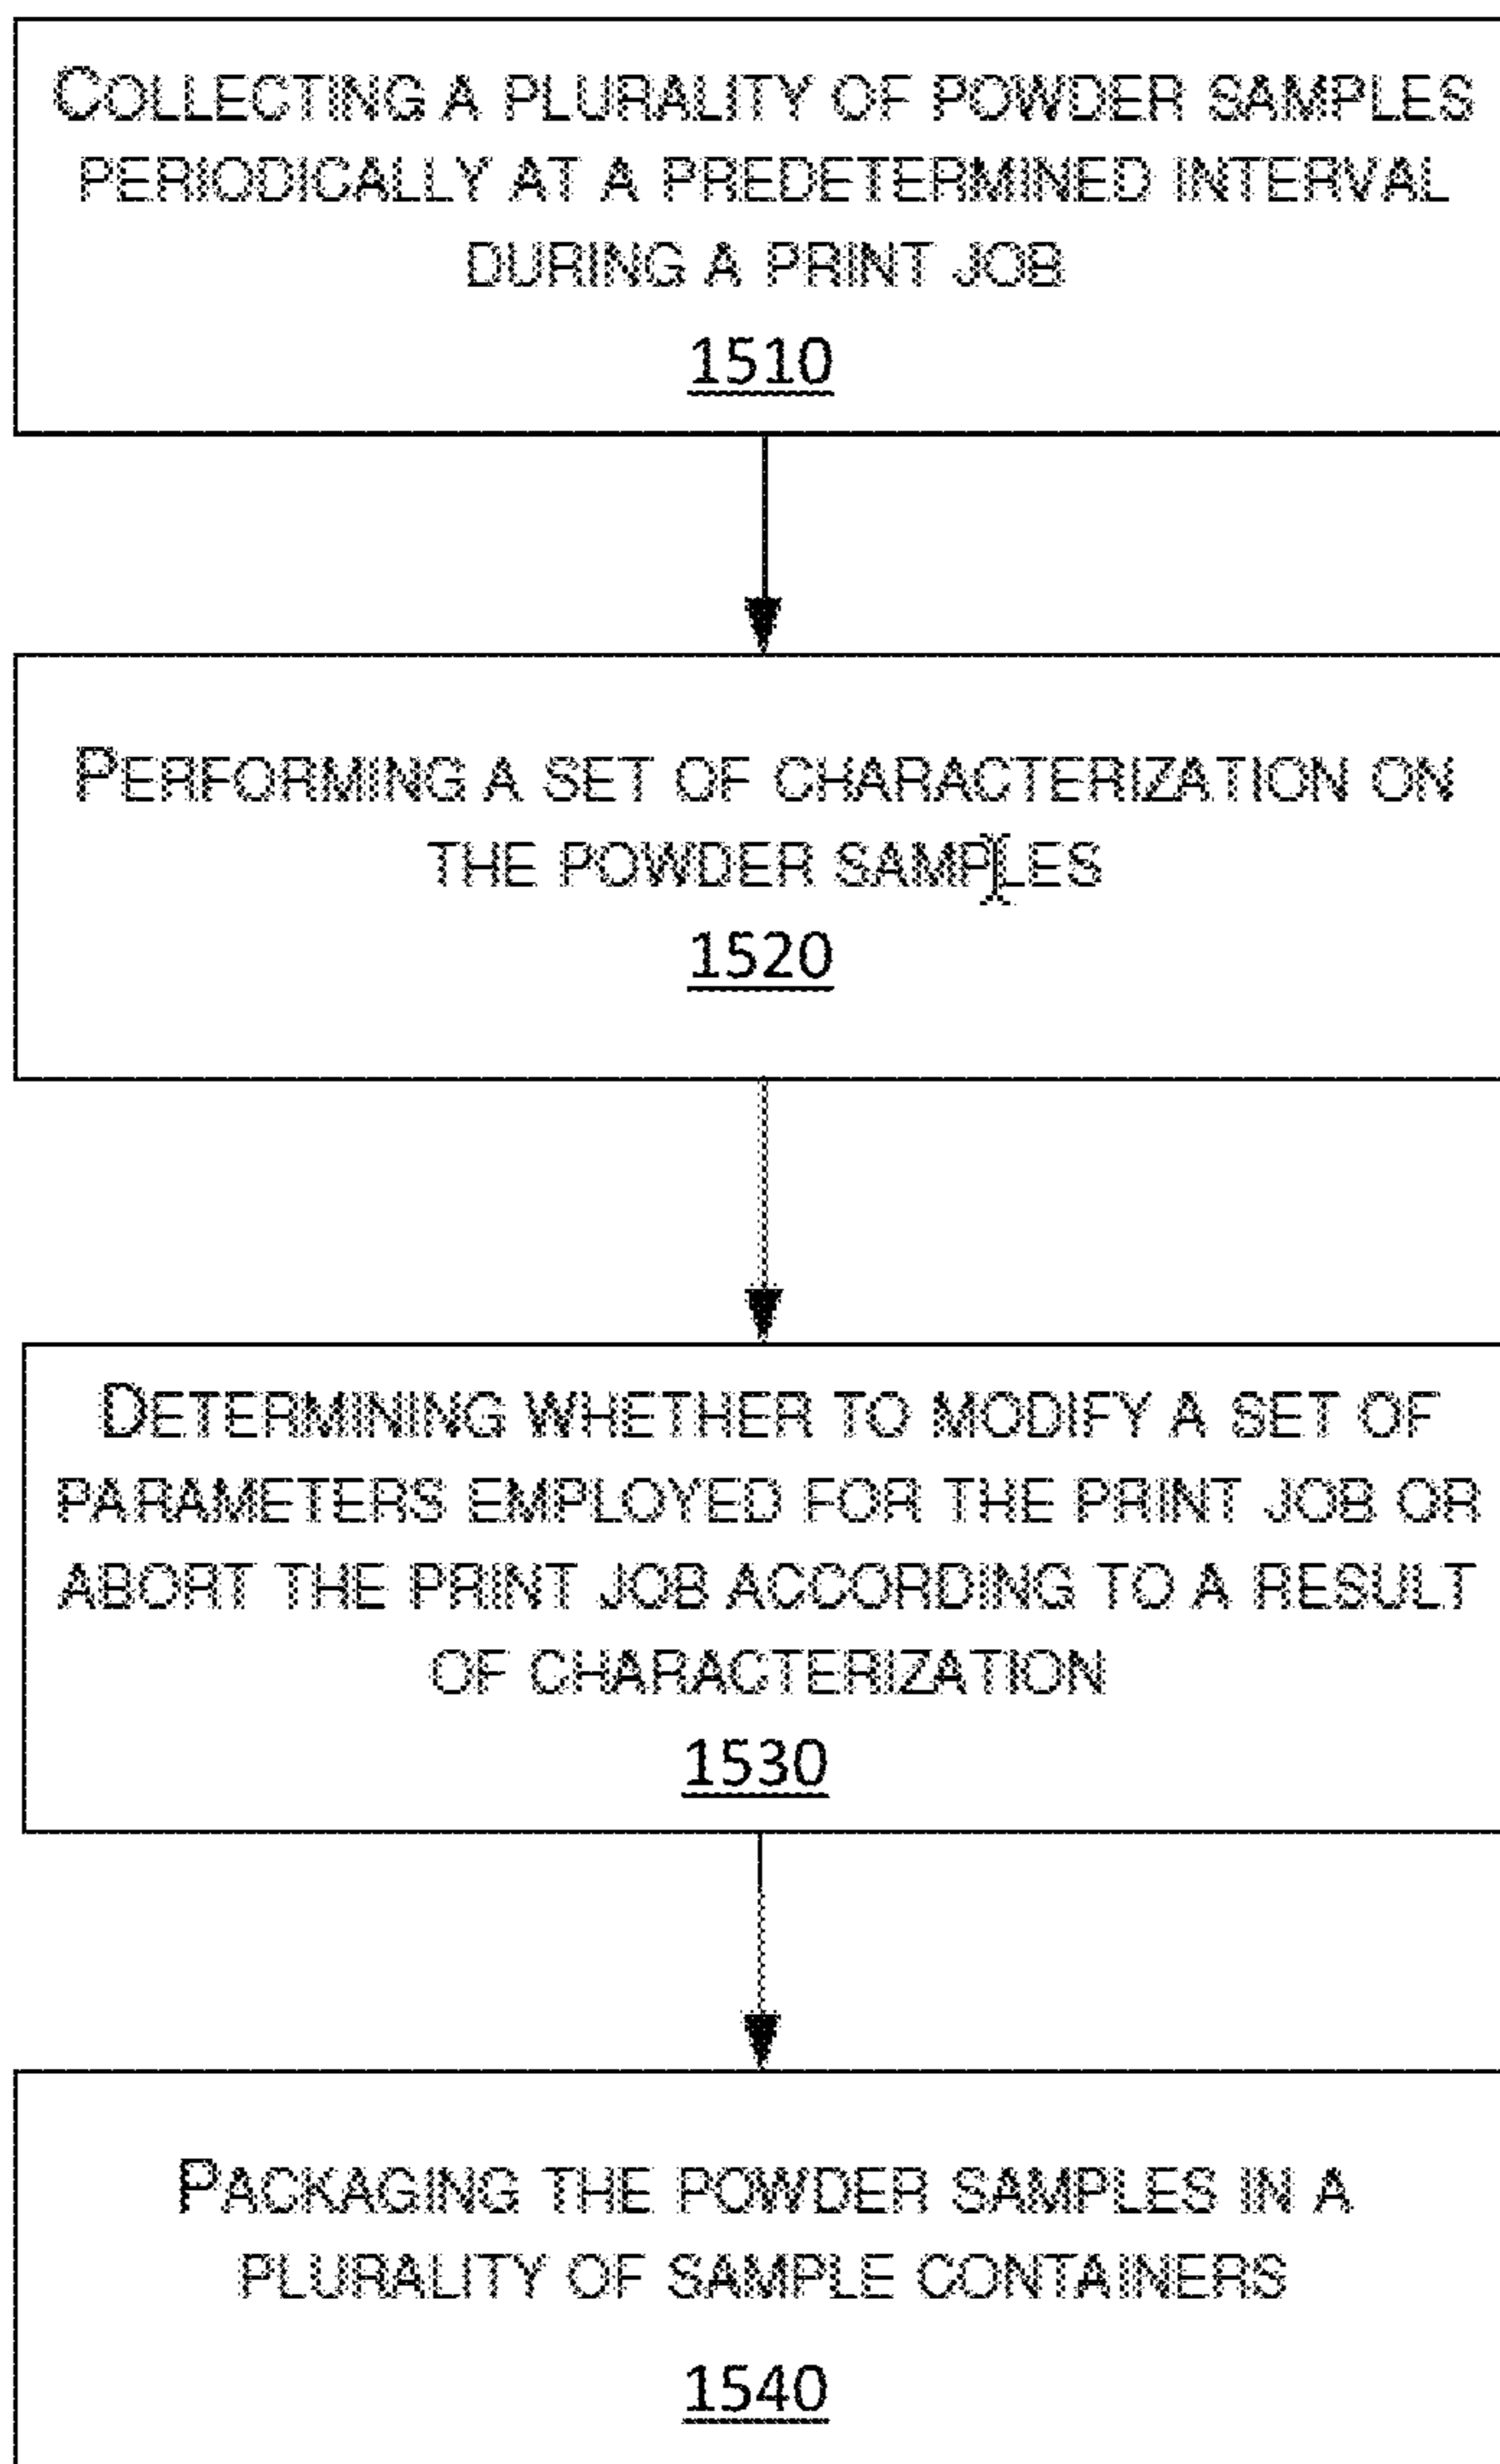 COLLECTING A PLURALITY OF POWDER SAMPLES
PERIODICALLY AT A PREDETERMINED INTERVAL
DURING A PRINT JOB
1510
PERFORMING A SET OF CHARACTERIZATION ON
THE POWDER SAMPLES
1520
DETERMINING WHETHER TO MODIFY A SET OF
PARAMETERS EMPLOYED FOR THE PRINT JOB OR
ABORT THE PRINT JOB ACCORDING TO A RESULT
OF CHARACTERIZATION
1530
PACKAGING THE POWDER SAMPLES IN A
PLURALITY OF SAMPLE CONTAINERS
1540